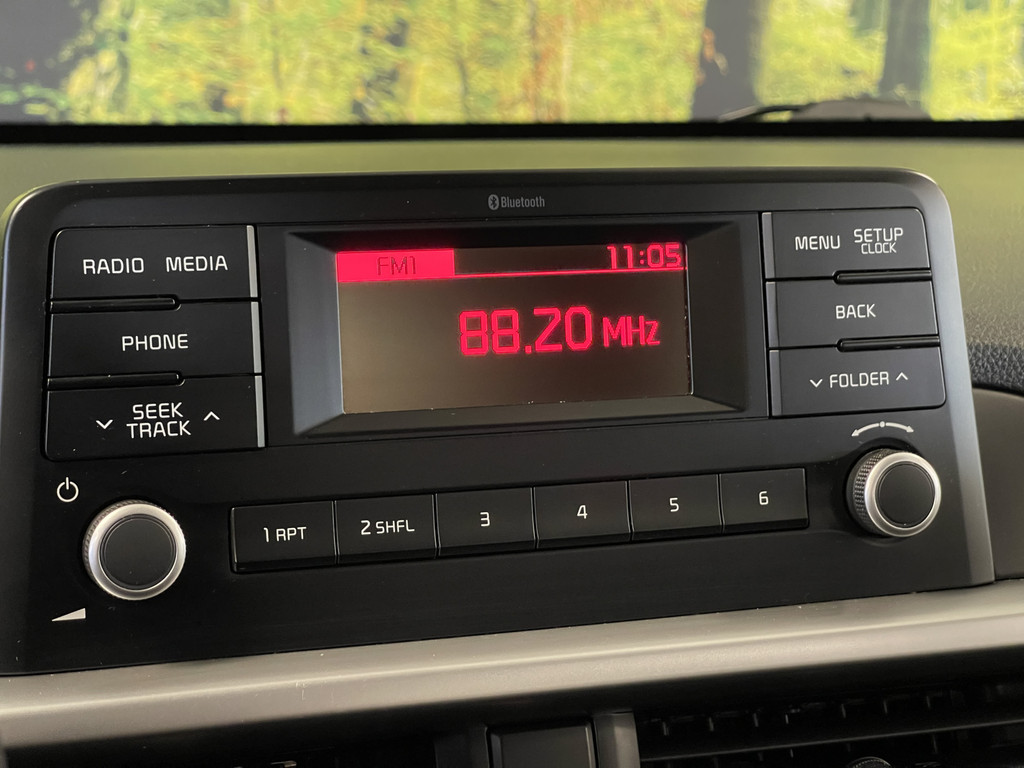 Bluetooth
RADIO MEDIA
PHONE
SEEK
TRACK
FM1 11:05
88.20 MHz
MENU SETUP
CLOCK
BACK
FOLDER
1 RPT 2 SHFL 3 4 5 6